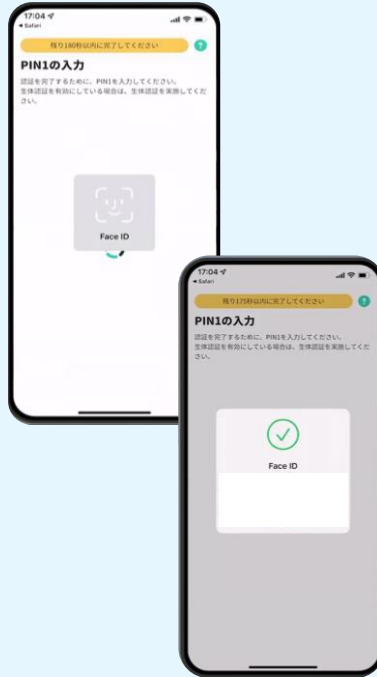 17:04
◀ Safari
残り180秒以内に完了してください
?
PIN1の入力
認証を完了するために、PIN1を入力してください。
生体認証を有効にしている場合は、生体認証を実施してくだ
さい。
Face ID
17:04
◀ Safari
残り175秒以内に完了してください
?
PIN1の入力
認証を完了するために、PIN1を入力してください。
生体認証を有効にしている場合は、生体認証を実施してくだ
さい。
Face ID